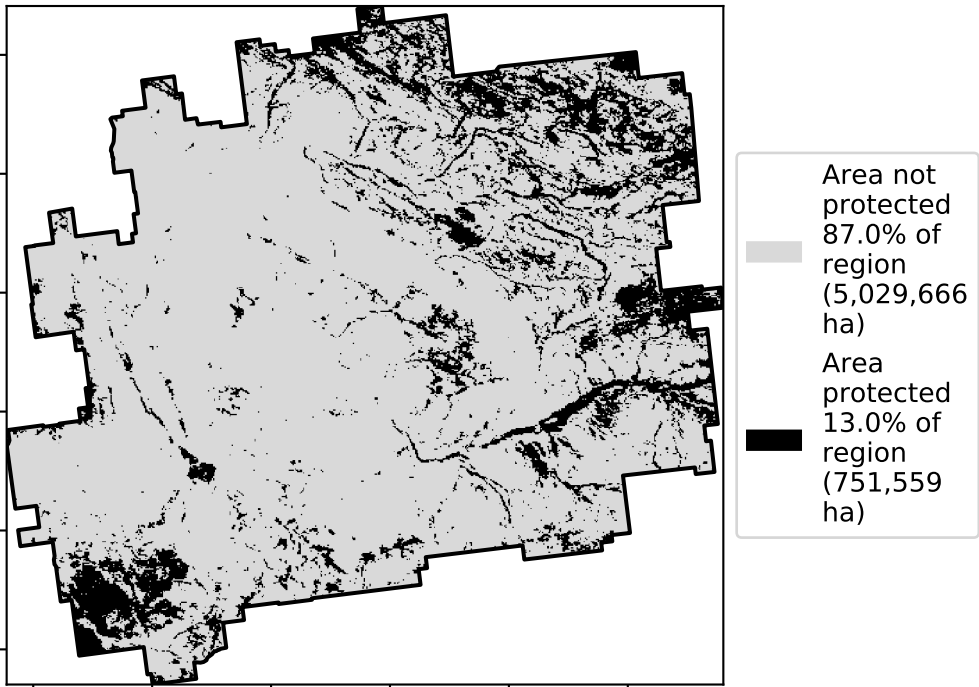 Area not
protected
87.0% of
region
(5,029,666
ha)
Area
protected
13.0% of
region
(751,559
ha)